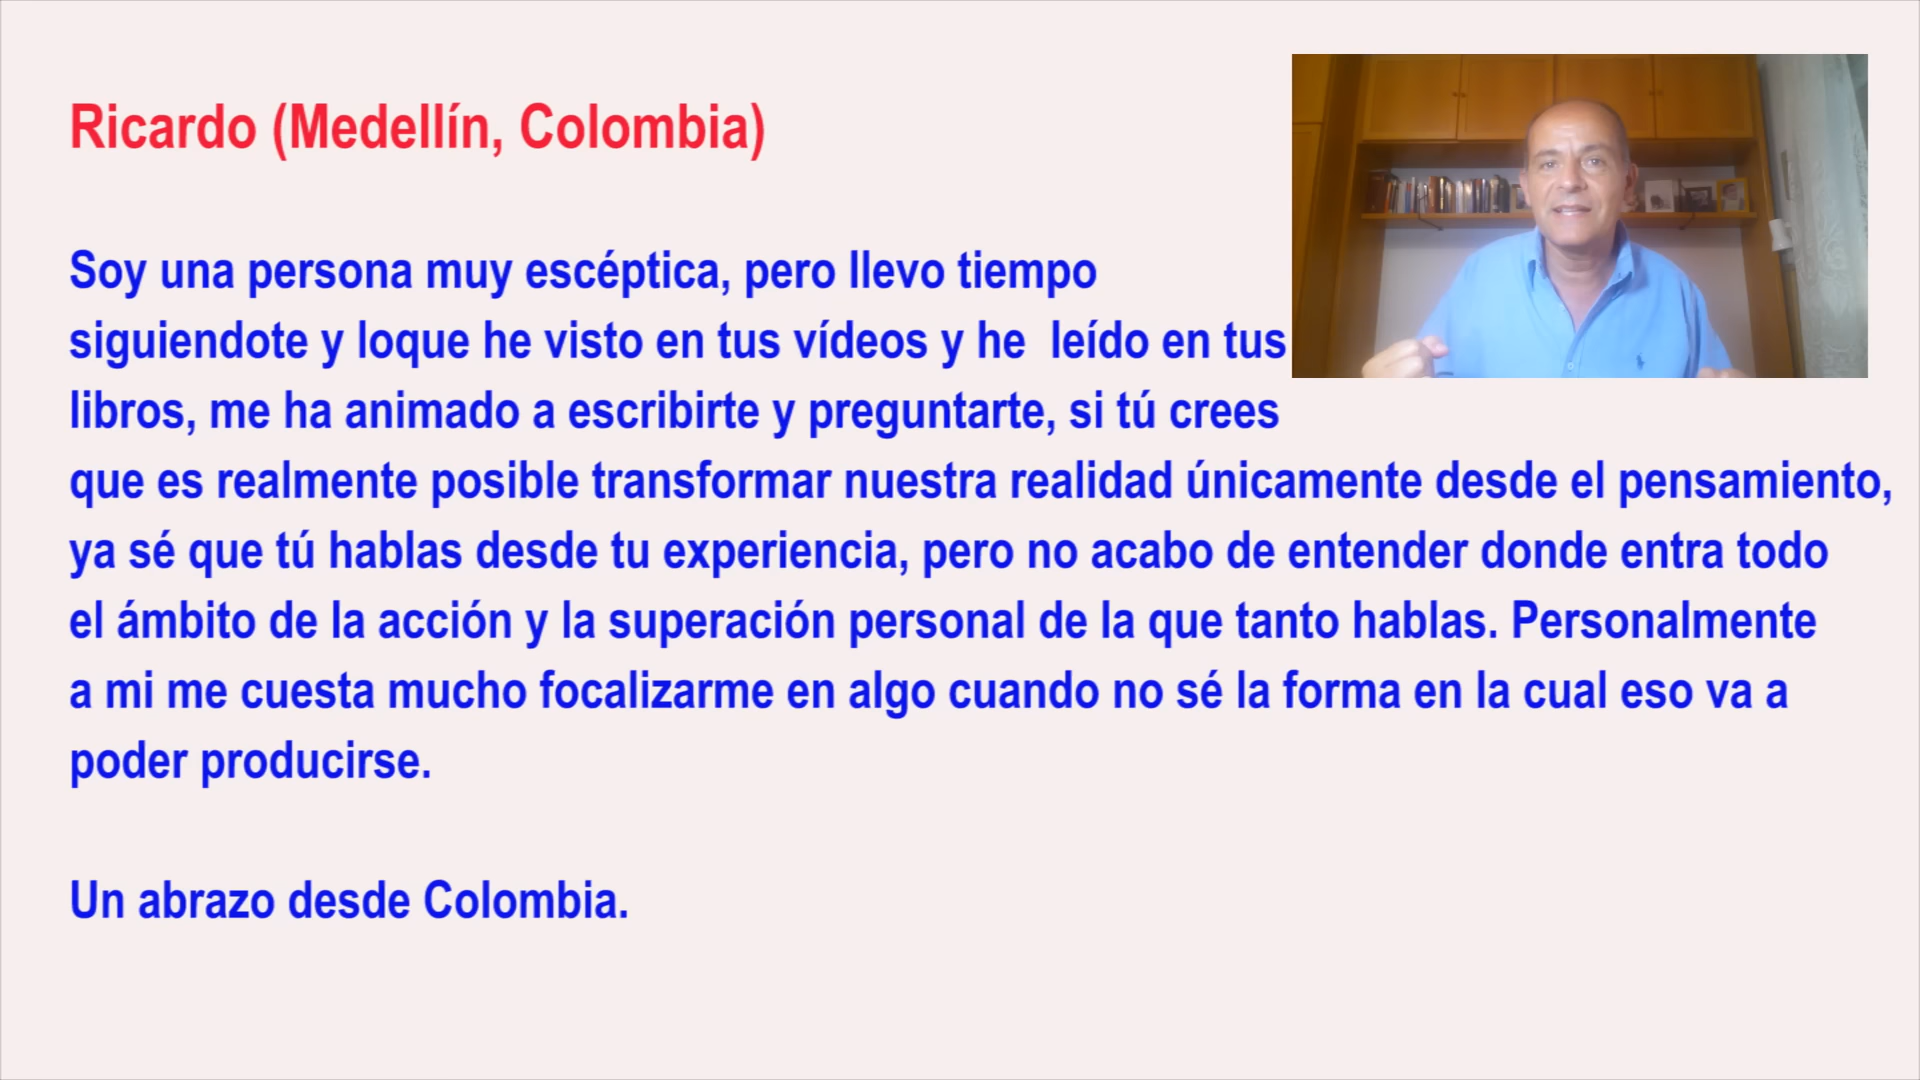 Ricardo (Medellín, Colombia)
Soy una persona muy escéptica, pero llevo tiempo
siguiendote y loque he visto en tus vídeos y he  leído en tus
libros, me ha animado a escribirte y preguntarte, si tú crees
que es realmente posible transformar nuestra realidad únicamente desde el pensamiento,
ya sé que tú hablas desde tu experiencia, pero no acabo de entender donde entra todo
el ámbito de la acción y la superación personal de la que tanto hablas. Personalmente
a mi me cuesta mucho focalizarme en algo cuando no sé la forma en la cual eso va a
poder producirse.
Un abrazo desde Colombia.